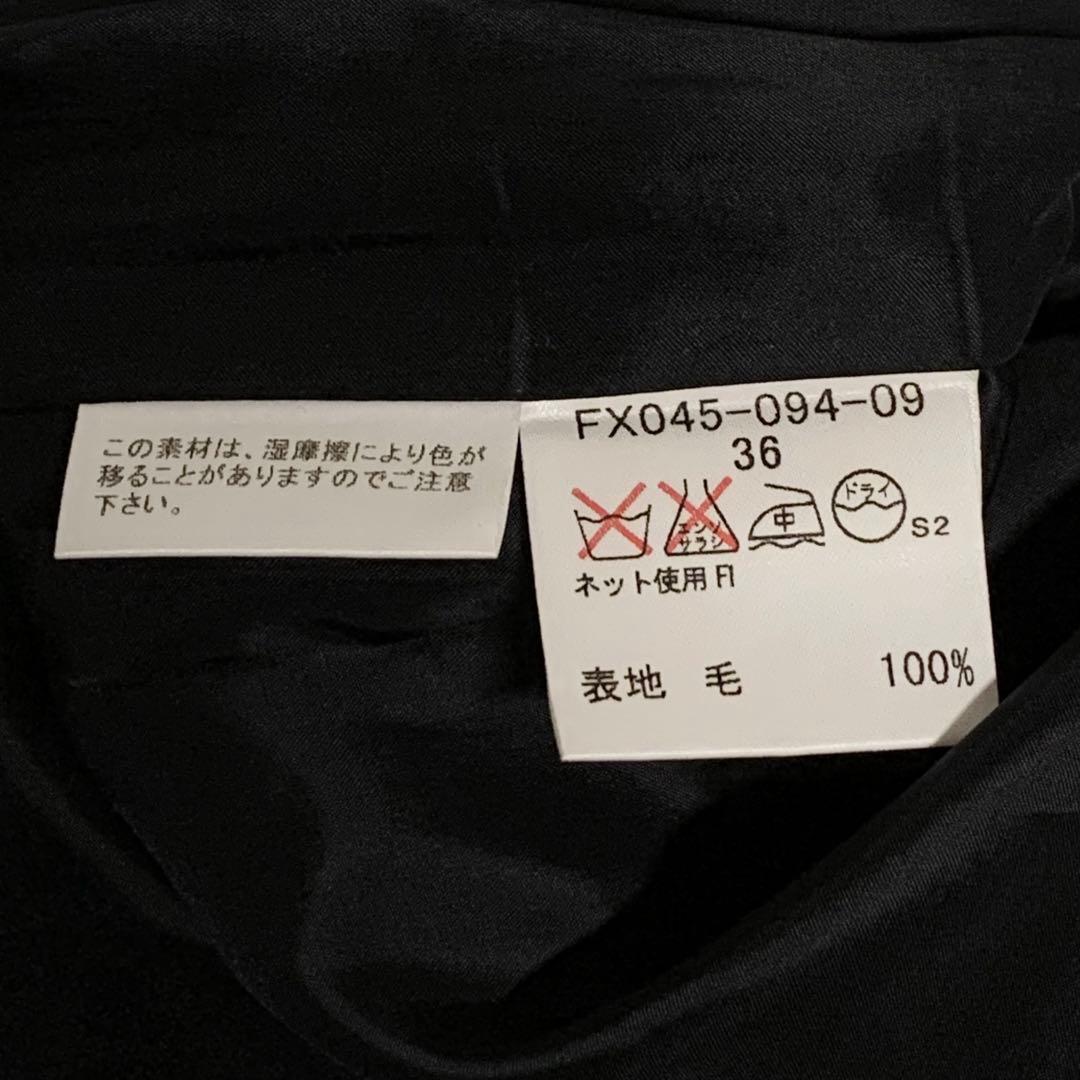 この素材は、湿摩擦により色が
移ることがありますのでご注意
下さい。
FX045-094-09
36
エンソ
サラシ
中
ドライ
S2
ネット使用 FI
表地 毛 100%